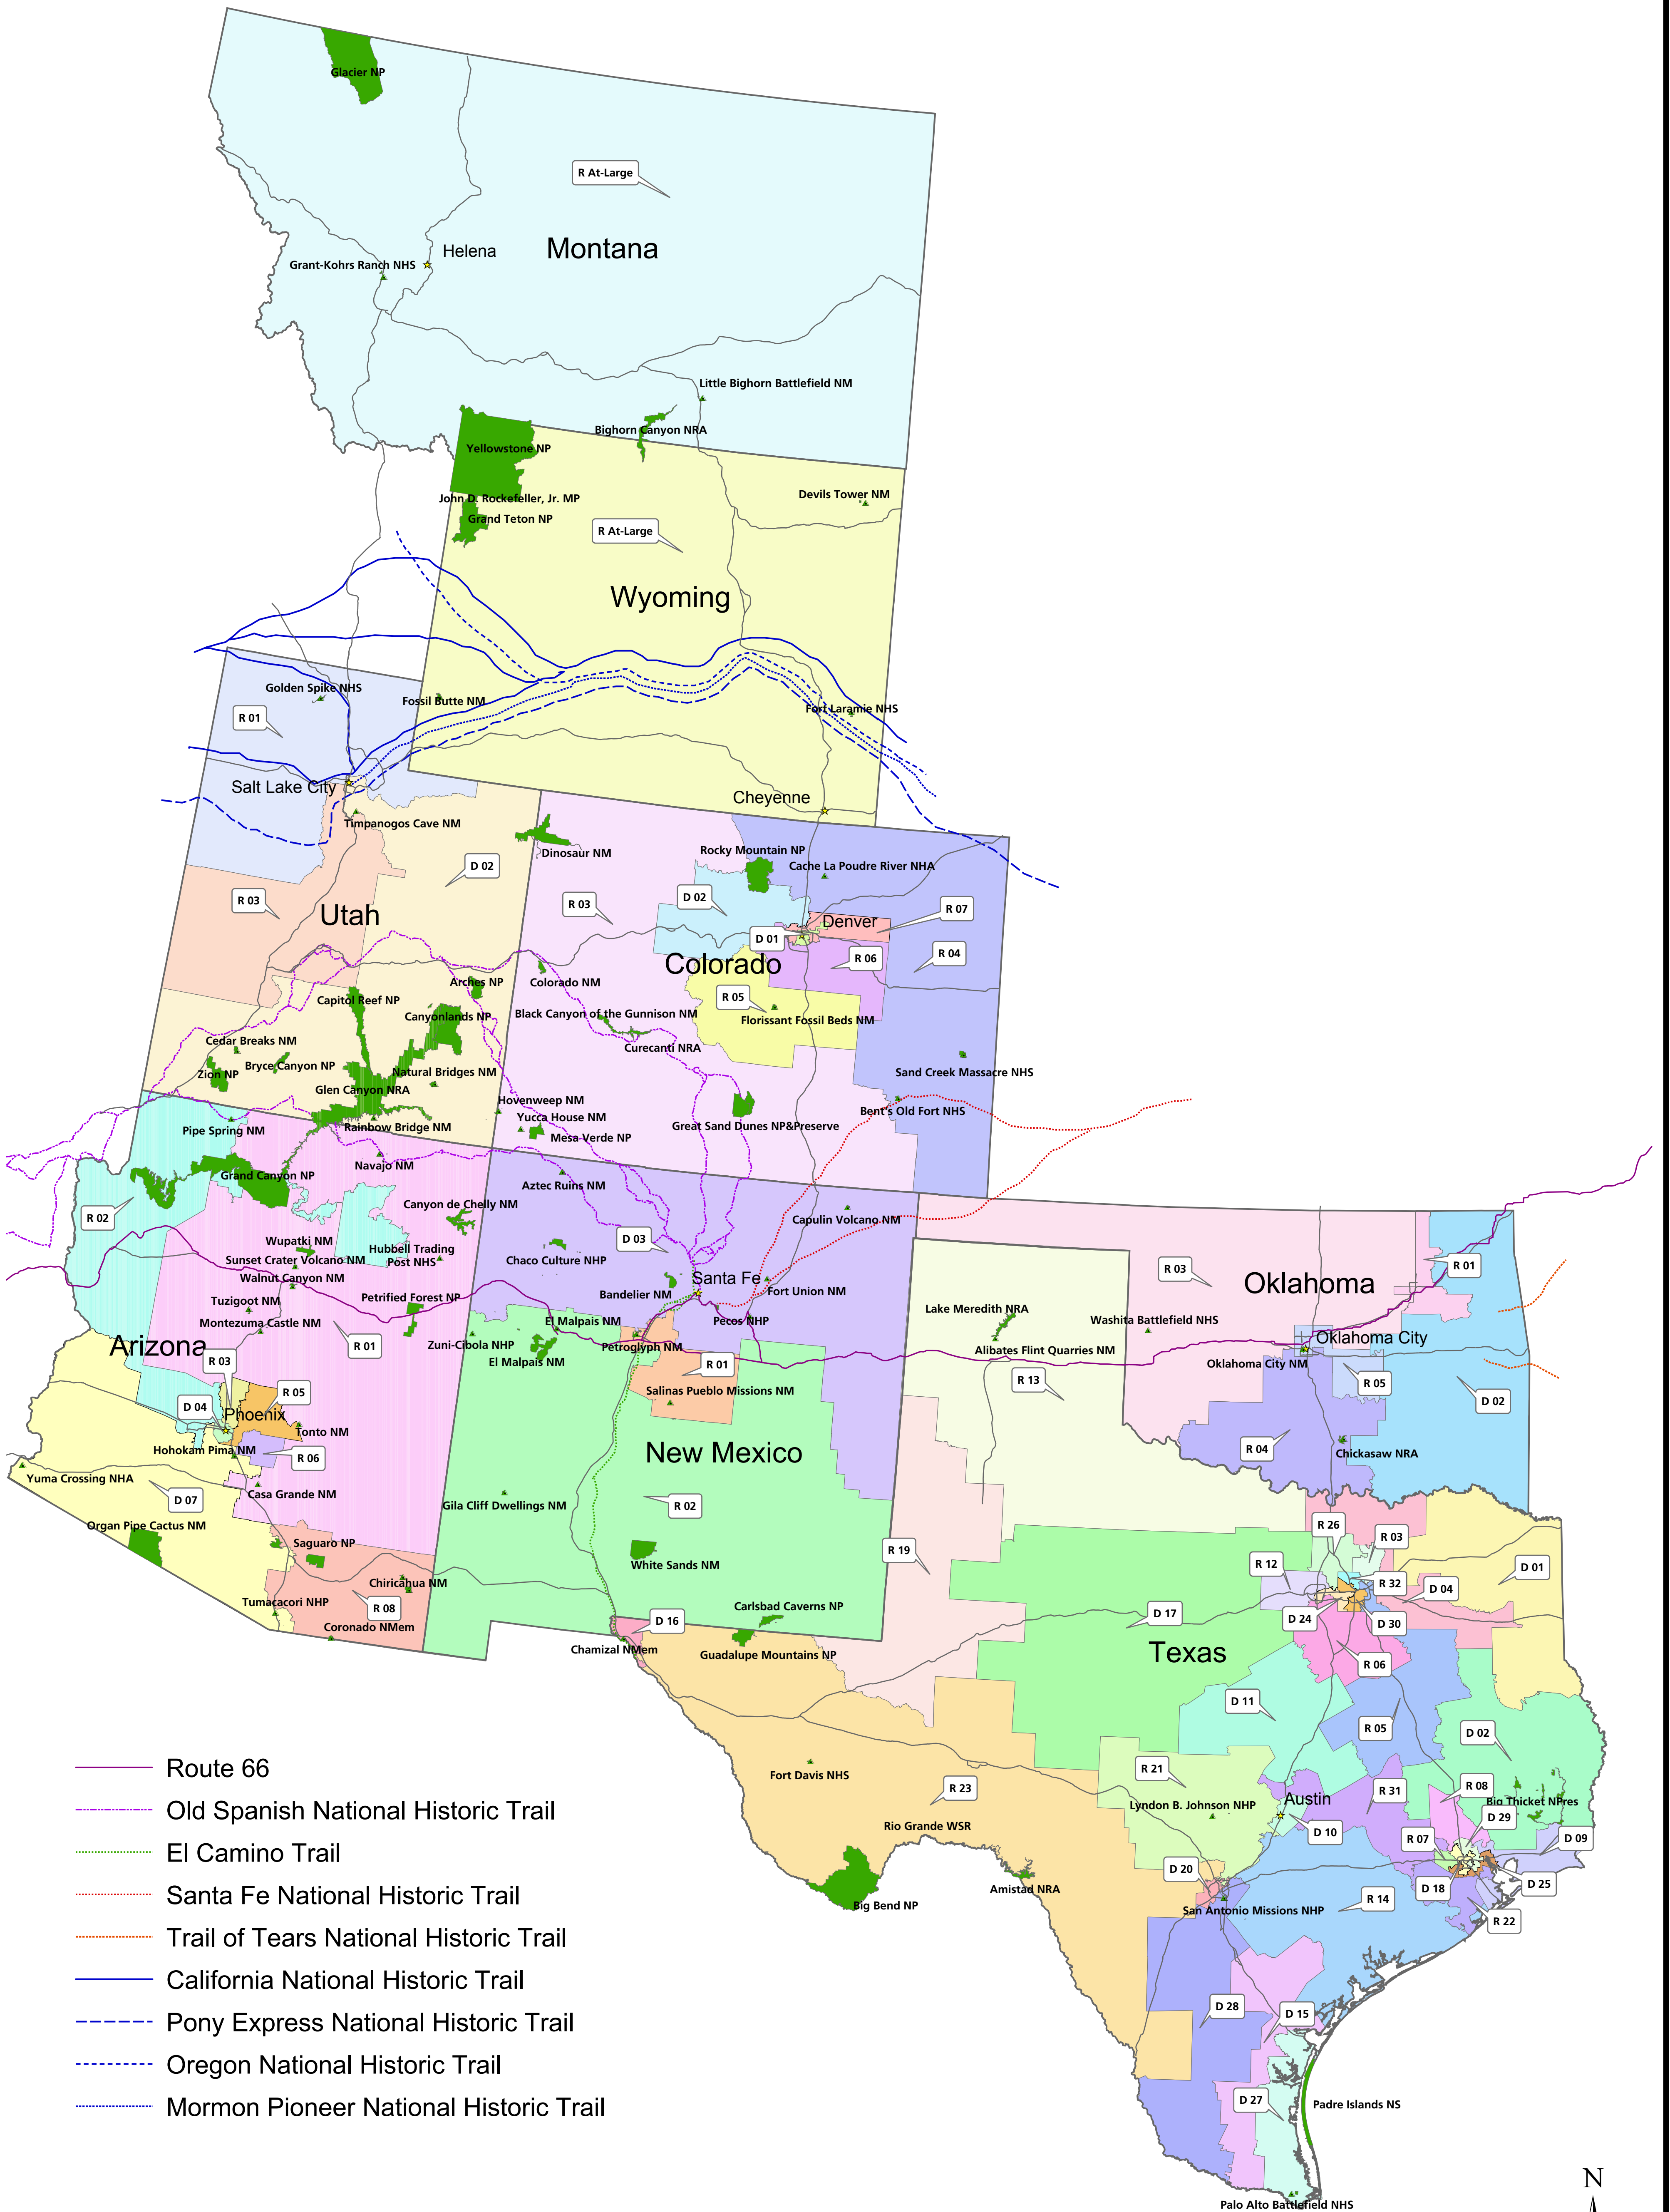 Glacier NP
R At-Large
Helena
Montana
Grant-Kohrs Ranch NHS
Little Bighorn Battlefield NM
Bighorn Canyon NRA
Yellowstone NP
John D. Rockefeller, Jr. MP
Devils Tower NM
Grand Teton NP
R At-Large
Wyoming
Golden Spike NHS
Fossil Butte NM
Fort Laramie NHS
R 01
Salt Lake City
Cheyenne
Timpanogos Cave NM
Dinosaur NM
Rocky Mountain NP
Cache La Poudre River NHA
D 02
R 03
Utah
R 03
D 02
R 07
Denver
D 01
R 04
R 06
Colorado
Arches NP
Colorado NM
Capitol Reef NP
R 05
Canyonlands NP
Black Canyon of the Gunnison NM
Florissant Fossil Beds NM
Cedar Breaks NM
Curecanti NRA
Bryce Canyon NP
Zion NP
Natural Bridges NM
Sand Creek Massacre NHS
Glen Canyon NRA
Hovenweep NM
Bent's Old Fort NHS
Yucca House NM
Pipe Spring NM
Rainbow Bridge NM
Great Sand Dunes NP&Preserve
Mesa Verde NP
Navajo NM
Grand Canyon NP
Aztec Ruins NM
Canyon de Chelly NM
R 02
Capulin Volcano NM
Wupatki NM
D 03
Hubbell Trading
Post NHS
Sunset Crater Volcano NM
Chaco Culture NHP
R 03
Oklahoma
R 01
Walnut Canyon NM
Santa Fe
Fort Union NM
Petrified Forest NP
Bandelier NM
Tuzigoot NM
Lake Meredith NRA
Montezuma Castle NM
El Malpais NM
Pecos NHP
Washita Battlefield NHS
Arizona
R 01
Zuni-Cibola NHP
Petroglyph NM
Oklahoma City
R 03
El Malpais NM
R 01
Alibates Flint Quarries NM
Oklahoma City NM
R 05
Salinas Pueblo Missions NM
R 13
R 05
D 02
D 04
Phoenix
Tonto NM
Hohokam Pima NM
New Mexico
R 04
Chickasaw NRA
R 06
Yuma Crossing NHA
Casa Grande NM
D 07
Gila Cliff Dwellings NM
R 02
Organ Pipe Cactus NM
Saguaro NP
White Sands NM
R 19
R 26
R 03
R 12
D 01
Chiricahua NM
R 32
D 04
Tumacacori NHP
R 08
Carlsbad Caverns NP
D 17
D 24
D 30
Coronado NMem
D 16
Chamizal NMem
Guadalupe Mountains NP
Texas
R 06
D 11
R 05
D 02
Route 66
Fort Davis NHS
R 21
R 23
R 31
R 08
Austin
Big Thicket NPres
Old Spanish National Historic Trail
Lyndon B. Johnson NHP
D 29
Rio Grande WSR
D 10
R 07
D 09
El Camino Trail
D 20
Amistad NRA
D 18
D 25
Santa Fe National Historic Trail
Big Bend NP
San Antonio Missions NHP
R 14
R 22
Trail of Tears National Historic Trail
California National Historic Trail
D 28
D 15
Pony Express National Historic Trail
Oregon National Historic Trail
D 27
Padre Islands NS
Mormon Pioneer National Historic Trail
N
Palo Alto Battlefield NHS